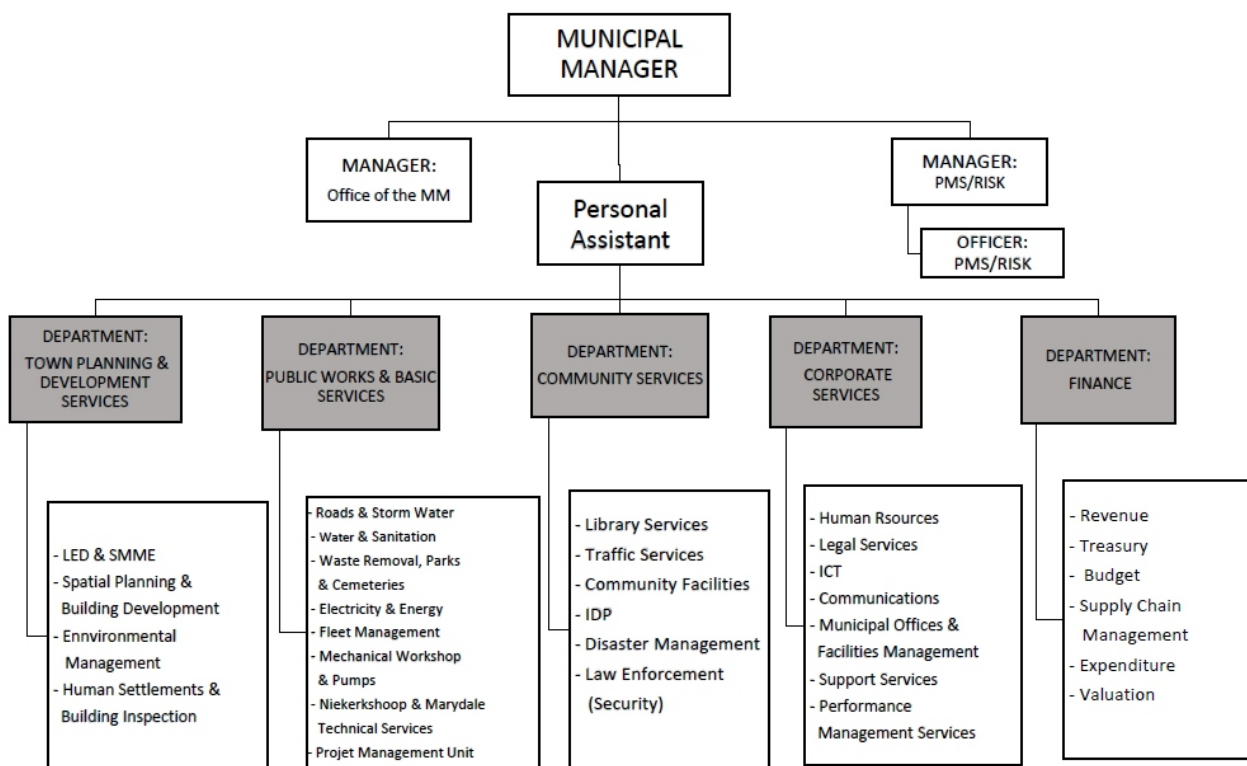 MUNICIPAL
MANAGER
MANAGER:
Office of the MM
Personal
Assistant
MANAGER:
PMS/RISK
OFFICER:
PMS/RISK
DEPARTMENT:
TOWN PLANNING &
DEVELOPMENT
SERVICES
DEPARTMENT:
PUBLIC WORKS & BASIC
SERVICES
DEPARTMENT:
COMMUNITY SERVICES
DEPARTMENT:
CORPORATE
SERVICES
DEPARTMENT:
FINANCE
- LED & SMME
- Spatial Planning &
Building Development
- Ennvironmental
Management
- Human Settlements &
Building Inspection
- Roads & Storm Water
- Water & Sanitation
- Waste Removal, Parks
& Cemeteries
- Electricity & Energy
- Fleet Management
- Mechanical Workshop
& Pumps
- Niekerkshoop & Marydale
Technical Services
- Projet Management Unit
- Library Services
- Traffic Services
- Community Facilities
- IDP
- Disaster Management
- Law Enforcement
(Security)
- Human Rsources
- Legal Services
- ICT
- Communications
- Municipal Offices &
Facilities Management
- Support Services
- Performance
Management Services
- Revenue
- Treasury
- Budget
- Supply Chain
Management
- Expenditure
- Valuation